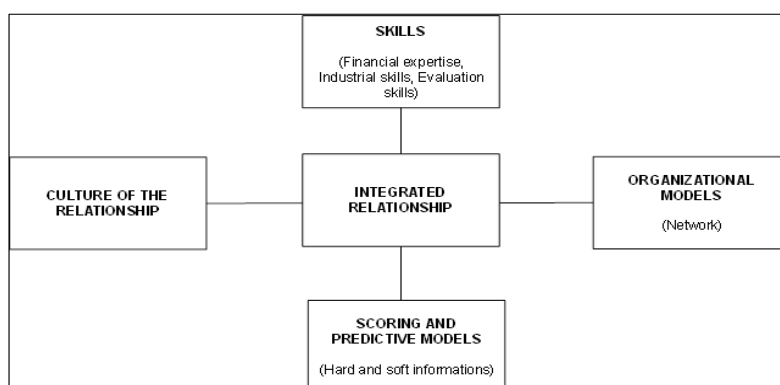 SKILLS
(Financial expertise,
Industrial skills, Evaluation
skills)
CULTURE OF THE
RELATIONSHIP
INTEGRATED
RELATIONSHIP
ORGANIZATIONAL
MODELS
(Network)
SCORING AND
PREDICTIVE MODELS
(Hard and soft informations)